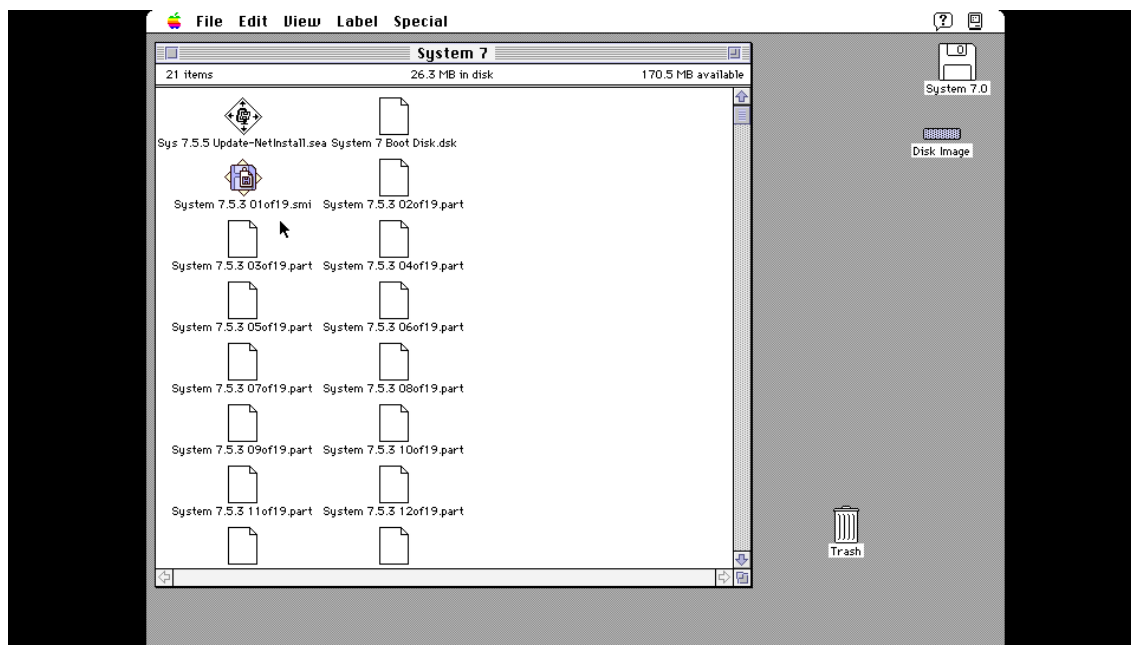 File Edit View Label Special
System 7
21 items 26.3 MB in disk 170.5 MB available
Sys 7.5.5 Update-NetInstall.sea System 7 Boot Disk.dsk
System 7.5.3 01of19.smi System 7.5.3 02of19.part
System 7.5.3 03of19.part System 7.5.3 04of19.part
System 7.5.3 05of19.part System 7.5.3 06of19.part
System 7.5.3 07of19.part System 7.5.3 08of19.part
System 7.5.3 09of19.part System 7.5.3 10of19.part
System 7.5.3 11of19.part System 7.5.3 12of19.part
System 7.0
Disk Image
Trash